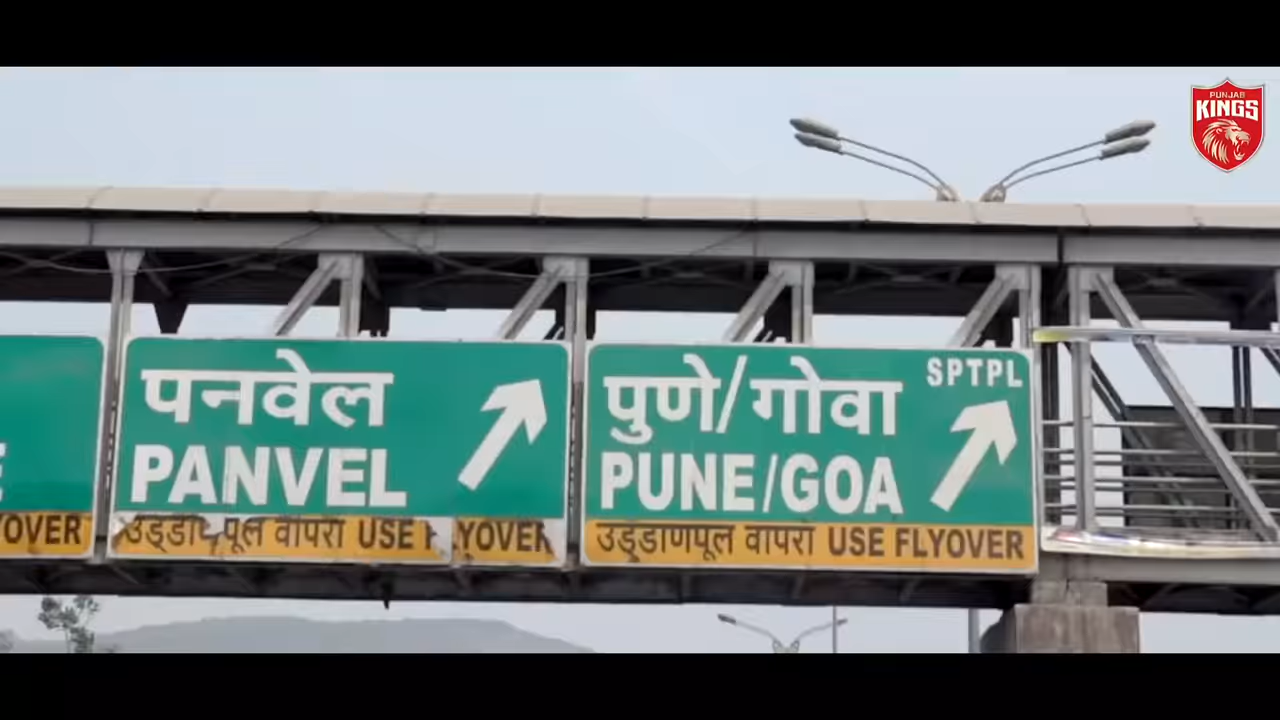 PUNJAB
KINGS
पनवेल
PANVEL
उड्डाणपूल वापरा USE FLYOVER
पुणे/गोवा
SPTPL
PUNE/GOA
उड्डाणपूल वापरा USE FLYOVER
OVER